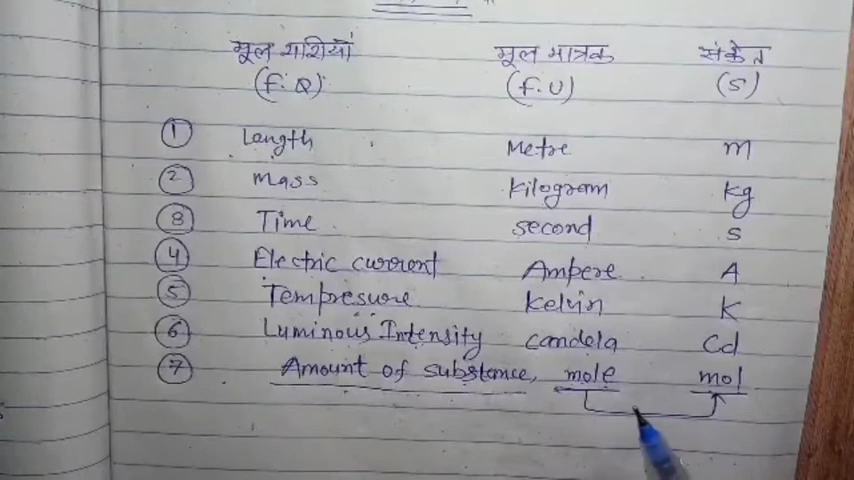 मूल राशियाँ मूल मात्रक संकेत
(F.Q) (F.U) (S)
1 Length Metre m
2 Mass Kilogram Kg
3 Time second s
4 Electric current Ampere A
5 Tempresure Kelvin K
6 Luminous Intensity candela Cd
7 Amount of substance, mole mol